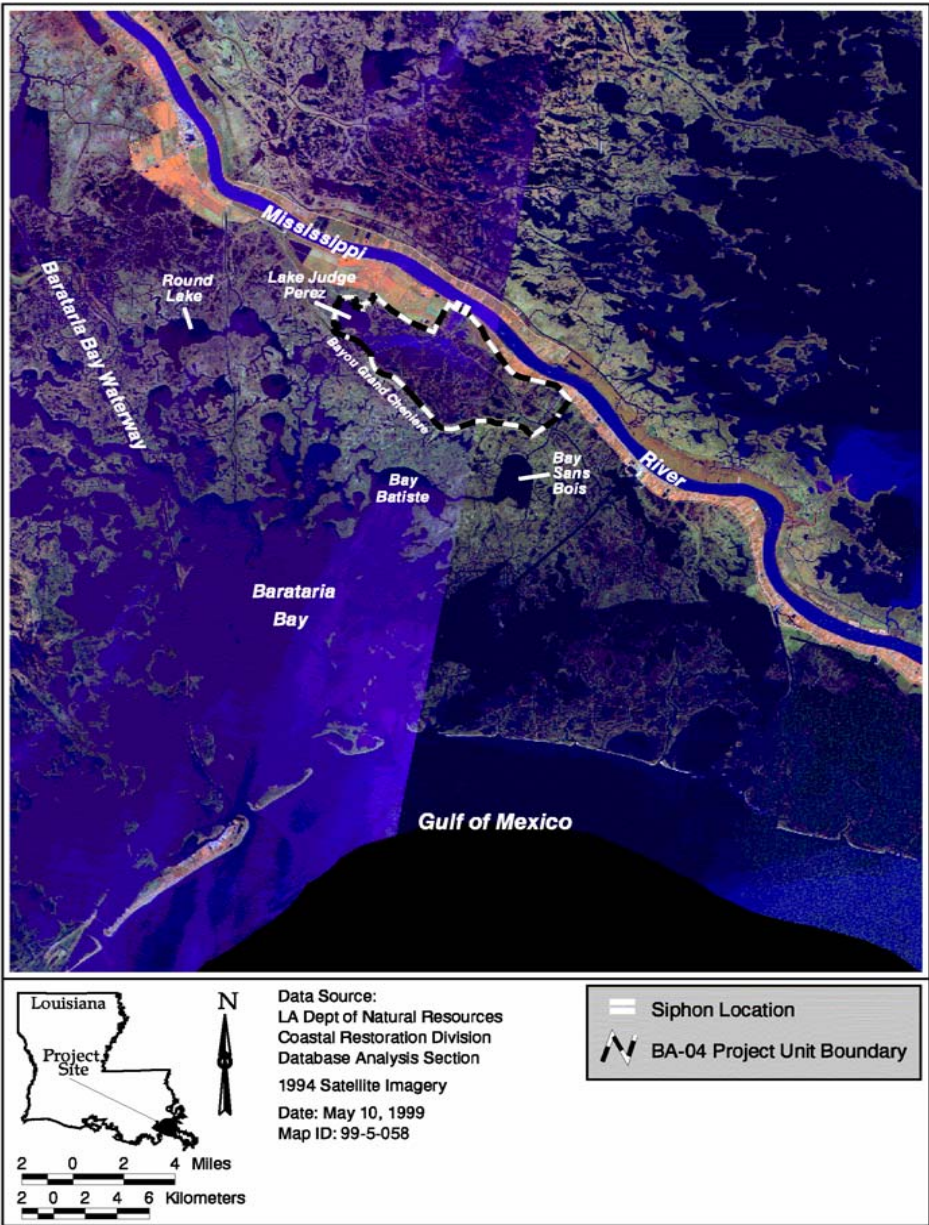 Mississippi
River
Lake Judge
Perez
Round
Lake
Barataria Bay Waterway
Bayou Grand Cheniere
Bay
Sans
Bois
Bay
Batiste
Barataria
Bay
Gulf of Mexico
Louisiana
Project
Site
N
2 0 2 4 Miles
2 0 2 4 6 Kilometers
Data Source:
LA Dept of Natural Resources
Coastal Restoration Division
Database Analysis Section
1994 Satellite Imagery
Date: May 10, 1999
Map ID: 99-5-058
Siphon Location
BA-04 Project Unit Boundary